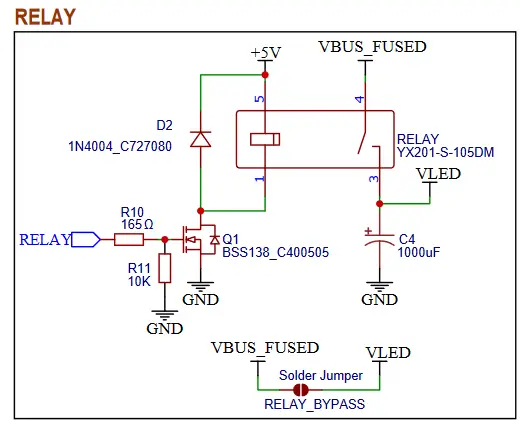 RELAY
+5V
VBUS_FUSED
D2
1N4004_C727080
5
4
RELAY
YX201-S-105DM
1
3
VLED
RELAY
R10
165Ω
Q1
BSS138_C400505
R11
10K
+
C4
1000uF
GND
GND
GND
VBUS_FUSED
VLED
Solder Jumper
RELAY_BYPASS